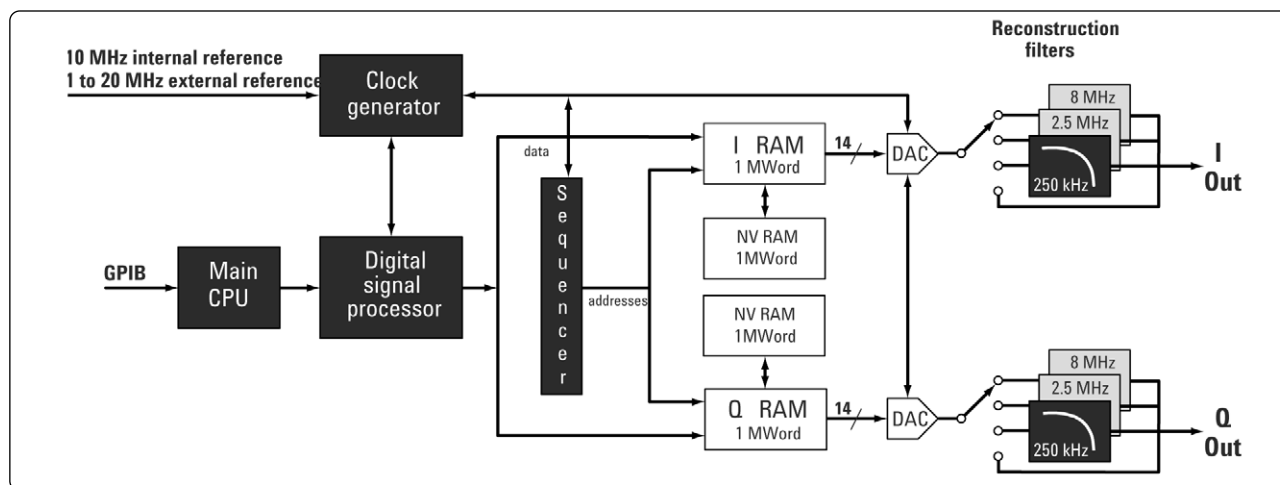 Reconstruction
filters
10 MHz internal reference
1 to 20 MHz external reference
Clock
generator
8 MHz
2.5 MHz
250 kHz
data
I RAM
1 MWord
14
DAC
I
Out
S
e
q
u
e
n
c
e
r
NV RAM
1MWord
GPIB
Main
CPU
Digital
signal
processor
addresses
NV RAM
1MWord
Q RAM
1 MWord
14
DAC
8 MHz
2.5 MHz
250 kHz
Q
Out